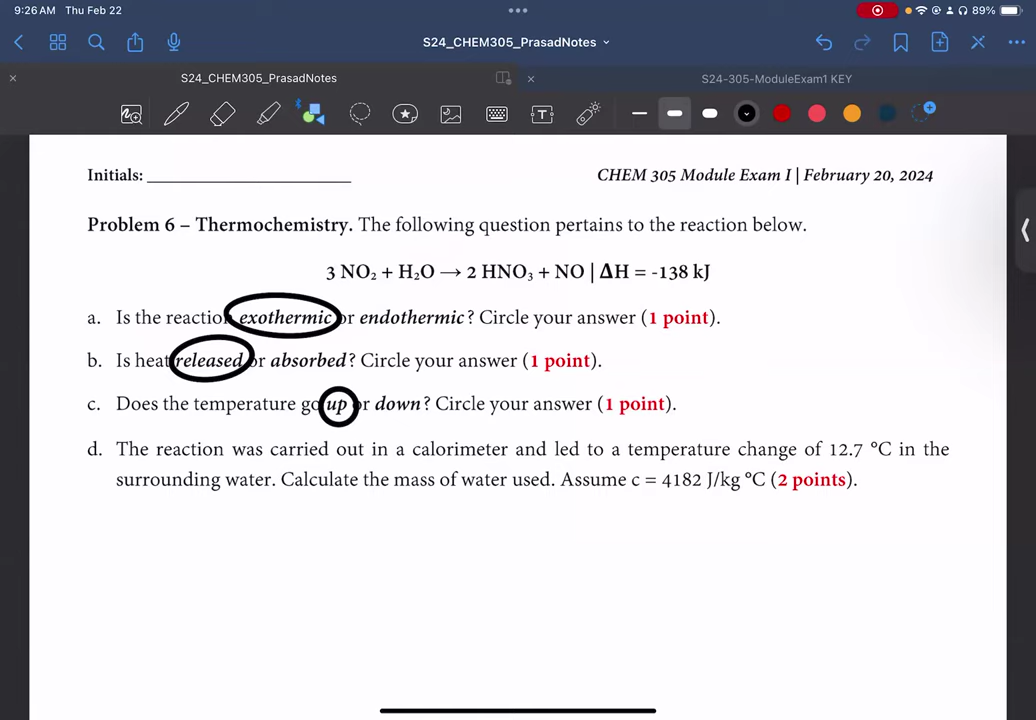 9:26 AM Thu Feb 22
89%
S24_CHEM305_PrasadNotes
S24_CHEM305_PrasadNotes
S24-305-ModuleExam1 KEY
Initials: ____________________
CHEM 305 Module Exam I | February 20, 2024
Problem 6 – Thermochemistry. The following question pertains to the reaction below.
3 NO₂ + H₂O → 2 HNO₃ + NO | ΔH = -138 kJ
a. Is the reaction exothermic or endothermic? Circle your answer (1 point).
b. Is heat released or absorbed? Circle your answer (1 point).
c. Does the temperature go up or down? Circle your answer (1 point).
d. The reaction was carried out in a calorimeter and led to a temperature change of 12.7 °C in the
surrounding water. Calculate the mass of water used. Assume c = 4182 J/kg °C (2 points).